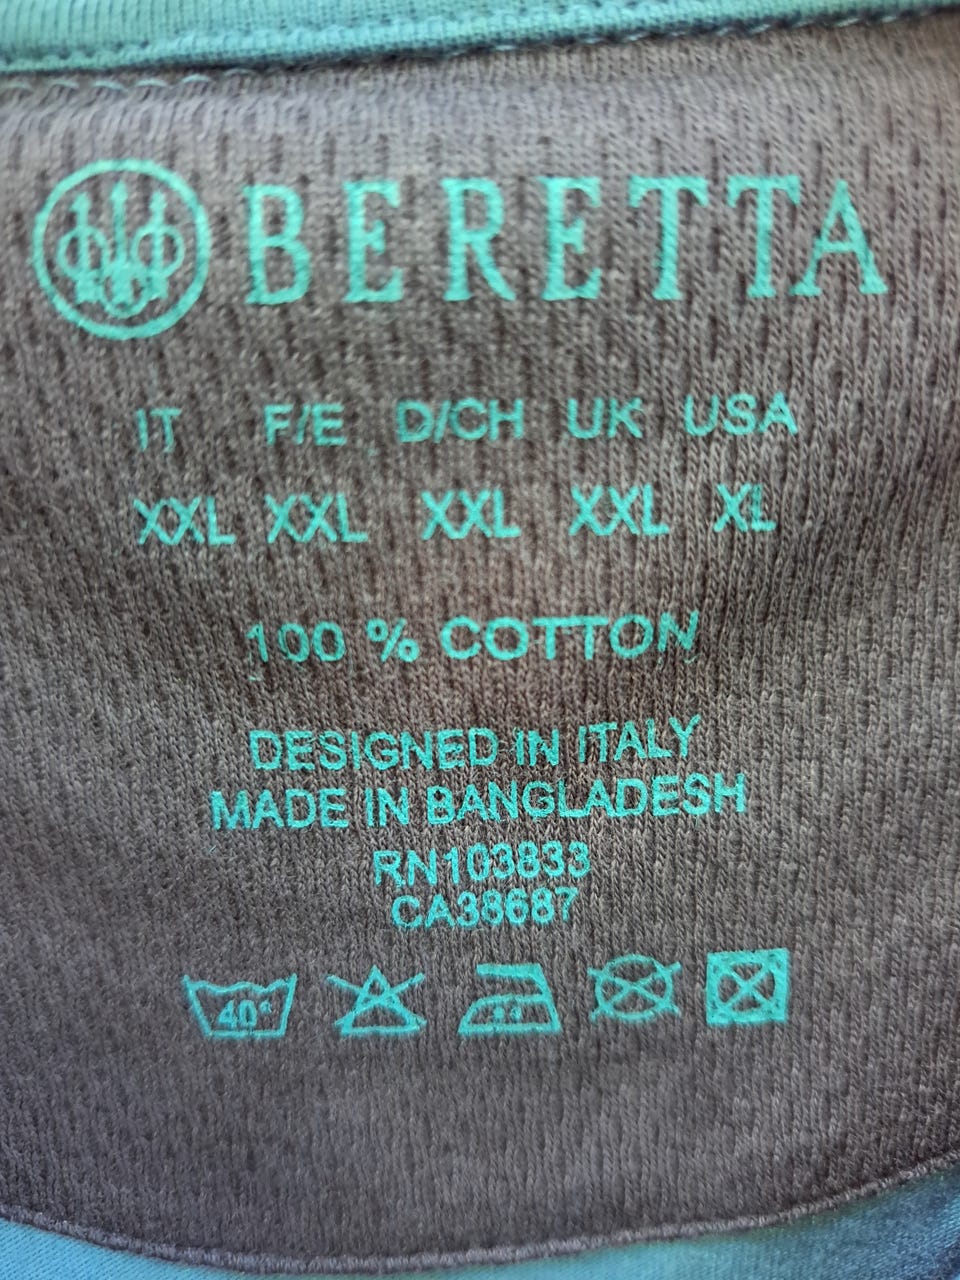 BERETTA
IT F/E D/CH UK USA
XXL XXL XXL XXL XL
100 % COTTON
DESIGNED IN ITALY
MADE IN BANGLADESH
RN103833
CA38687
40°